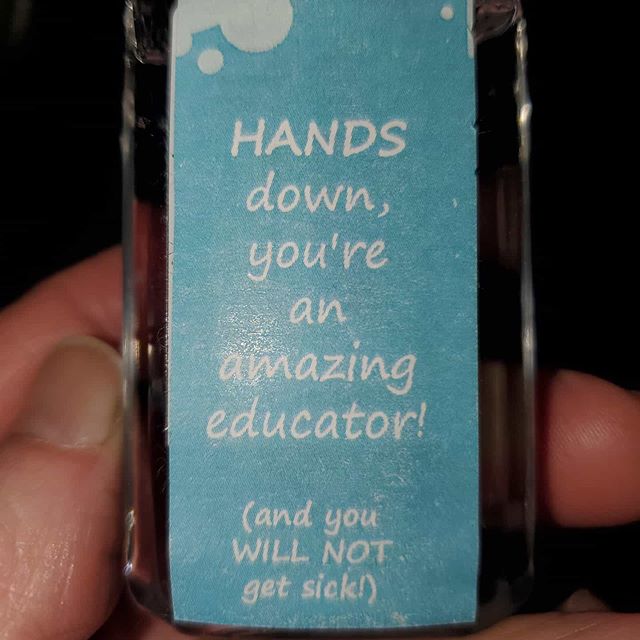 HANDS
down,
you're
an
amazing
educator!
(and you
WILL NOT
get sick!)